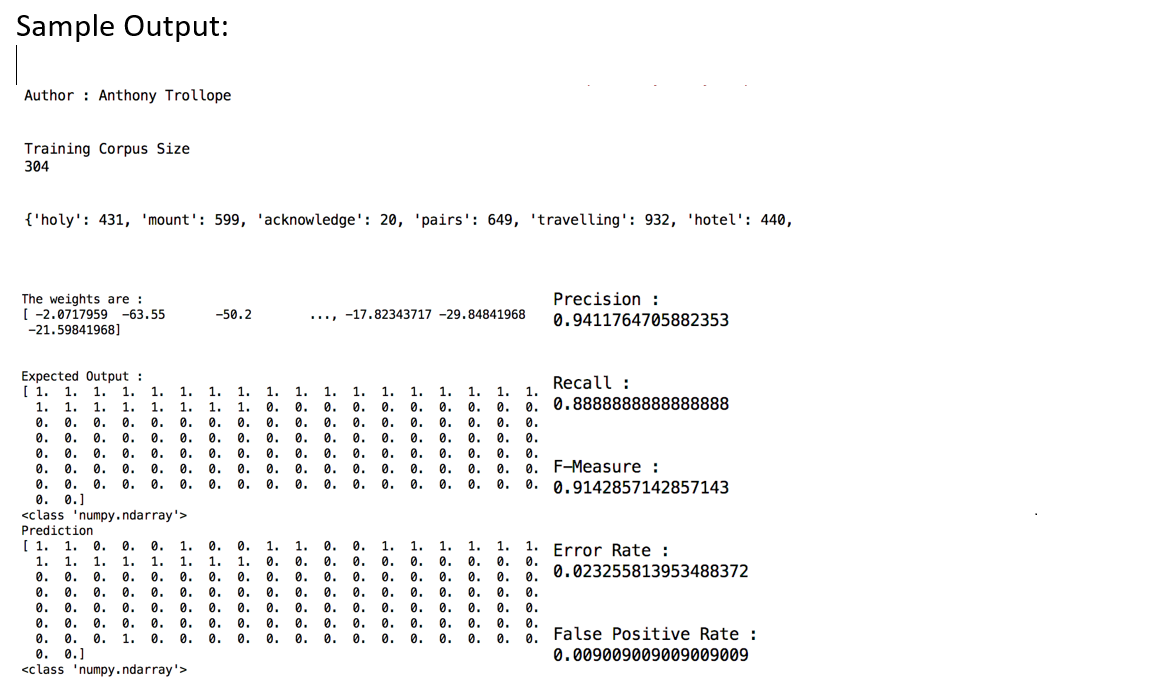 Sample Output:
Author : Anthony Trollope
Training Corpus Size
304
{'holy': 431, 'mount': 599, 'acknowledge': 20, 'pairs': 649, 'travelling': 932, 'hotel': 440,
The weights are :
[ -2.0717959 -63.55 -50.2 ..., -17.82343717 -29.84841968
-21.59841968]
Expected Output :
[ 1. 1. 1. 1. 1. 1. 1. 1. 1. 1. 1. 1. 1. 1. 1. 1. 1. 1.
1. 1. 1. 1. 1. 1. 1. 1. 0. 0. 0. 0. 0. 0. 0. 0. 0. 0. 0. 0.
0. 0. 0. 0. 0. 0. 0. 0. 0. 0. 0. 0. 0. 0. 0. 0. 0. 0.
0. 0. 0. 0. 0. 0. 0. 0. 0. 0. 0. 0. 0. 0. 0. 0. 0. 0.
0. 0. 0. 0. 0. 0. 0. 0. 0. 0. 0. 0. 0. 0. 0. 0. 0. 0.
0. 0. 0. 0. 0. 0. 0. 0. 0. 0. 0. 0. 0. 0. 0. 0. 0. 0.
0. 0. 0. 0. 0. 0. 0. 0. 0. 0. 0. 0. 0. 0. 0. 0. 0. 0.
0. 0.]
<class 'numpy.ndarray'>
Prediction
[ 1. 1. 0. 0. 0. 1. 0. 0. 1. 1. 0. 0. 1. 1. 1. 1. 1. 1.
1. 1. 1. 1. 1. 1. 1. 1. 0. 0. 0. 0. 0. 0. 0. 0. 0. 0.
0. 0. 0. 0. 0. 0. 0. 0. 0. 0. 0. 0. 0. 0. 0. 0. 0. 0.
0. 0. 0. 0. 0. 0. 0. 0. 0. 0. 0. 0. 0. 0. 0. 0. 0. 0.
0. 0. 0. 0. 0. 0. 0. 0. 0. 0. 0. 0. 0. 0. 0. 0. 0. 0.
0. 0. 0. 0. 0. 0. 0. 0. 0. 0. 0. 0. 0. 0. 0. 0. 0. 0.
0. 0. 0. 1. 0. 0. 0. 0. 0. 0. 0. 0. 0. 0. 0. 0. 0. 0.
0. 0.]
<class 'numpy.ndarray'>
Precision :
0.9411764705882353
Recall :
0.8888888888888888
F-Measure :
0.9142857142857143
Error Rate :
0.023255813953488372
False Positive Rate :
0.009009009009009009